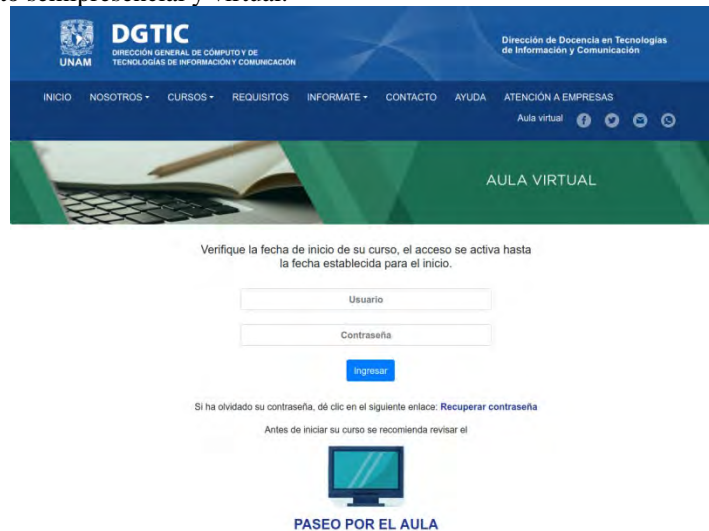 to semipresencial y virtual.
DGTIC
DIRECCIÓN GENERAL DE CÓMPUTO Y DE
TECNOLOGÍAS DE INFORMACIÓN Y COMUNICACIÓN
UNAM
Dirección de Docencia en Tecnologías
de Información y Comunicación
INICIO NOSOTROS CURSOS REQUISITOS INFORMATE CONTACTO AYUDA ATENCIÓN A EMPRESAS
Aula virtual
AULA VIRTUAL
Verifique la fecha de inicio de su curso, el acceso se activa hasta
la fecha establecida para el inicio.
Usuario
Contraseña
Ingresar
Si ha olvidado su contraseña, dé clic en el siguiente enlace: Recuperar contraseña
Antes de iniciar su curso se recomienda revisar el
PASEO POR EL AULA